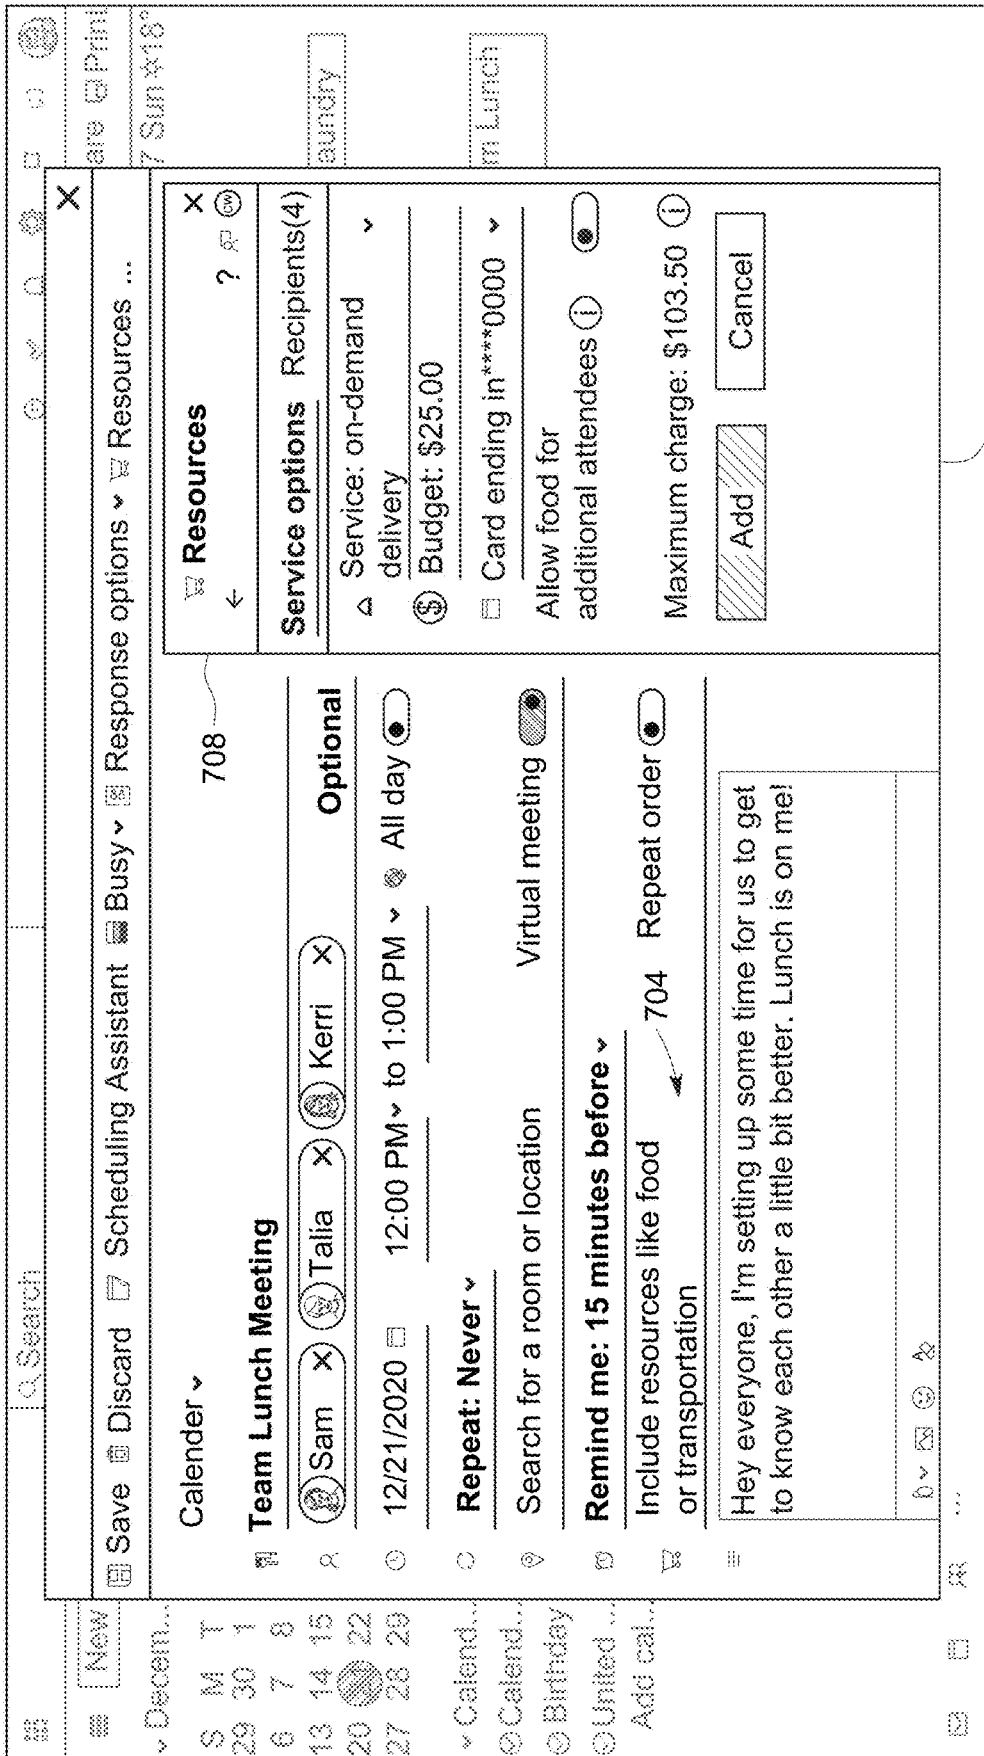 Search
New
Save Discard Scheduling Assistant Busy Response options Resources ...
are Print
7 Sun 18°
Decem...
S M T
29 30 1
6 7 8
13 14 15
20 22
27 28 29
Calend...
Calend...
Birthday
United ...
Add cal...
Calender
708
Team Lunch Meeting
Sam X Talia X Kerri X
Optional
12/21/2020 12:00 PM to 1:00 PM All day
Repeat: Never
Search for a room or location Virtual meeting
Remind me: 15 minutes before
Include resources like food
or transportation
704 Repeat order
Hey everyone, I'm setting up some time for us to get
to know each other a little bit better. Lunch is on me!
...
X
Resources X
? CW
Service options Recipients(4)
Service: on-demand
delivery
$ Budget: $25.00
Card ending in****0000
Allow food for
additional attendees i
Maximum charge: $103.50 i
Add Cancel
aundry
m Lunch